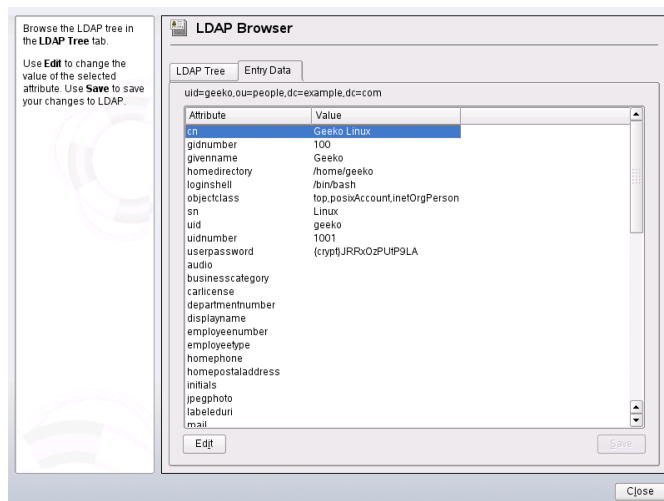 Browse the LDAP tree in
the LDAP Tree tab.
Use Edit to change the
value of the selected
attribute. Use Save to save
your changes to LDAP.
LDAP Browser
LDAP Tree
Entry Data
uid=geeko,ou=people,dc=example,dc=com
Attribute Value
cn Geeko Linux
gidnumber 100
givenname Geeko
homedirectory /home/geeko
loginshell /bin/bash
objectclass top,posixAccount,inetOrgPerson
sn Linux
uid geeko
uidnumber 1001
userpassword {crypt}JRRxOzPUtP9LA
audio
businesscategory
carlicense
departmentnumber
displayname
employeenumber
employeetype
homephone
homepostaladdress
initials
jpegphoto
labeleduri
mail
Edit
Save
Close